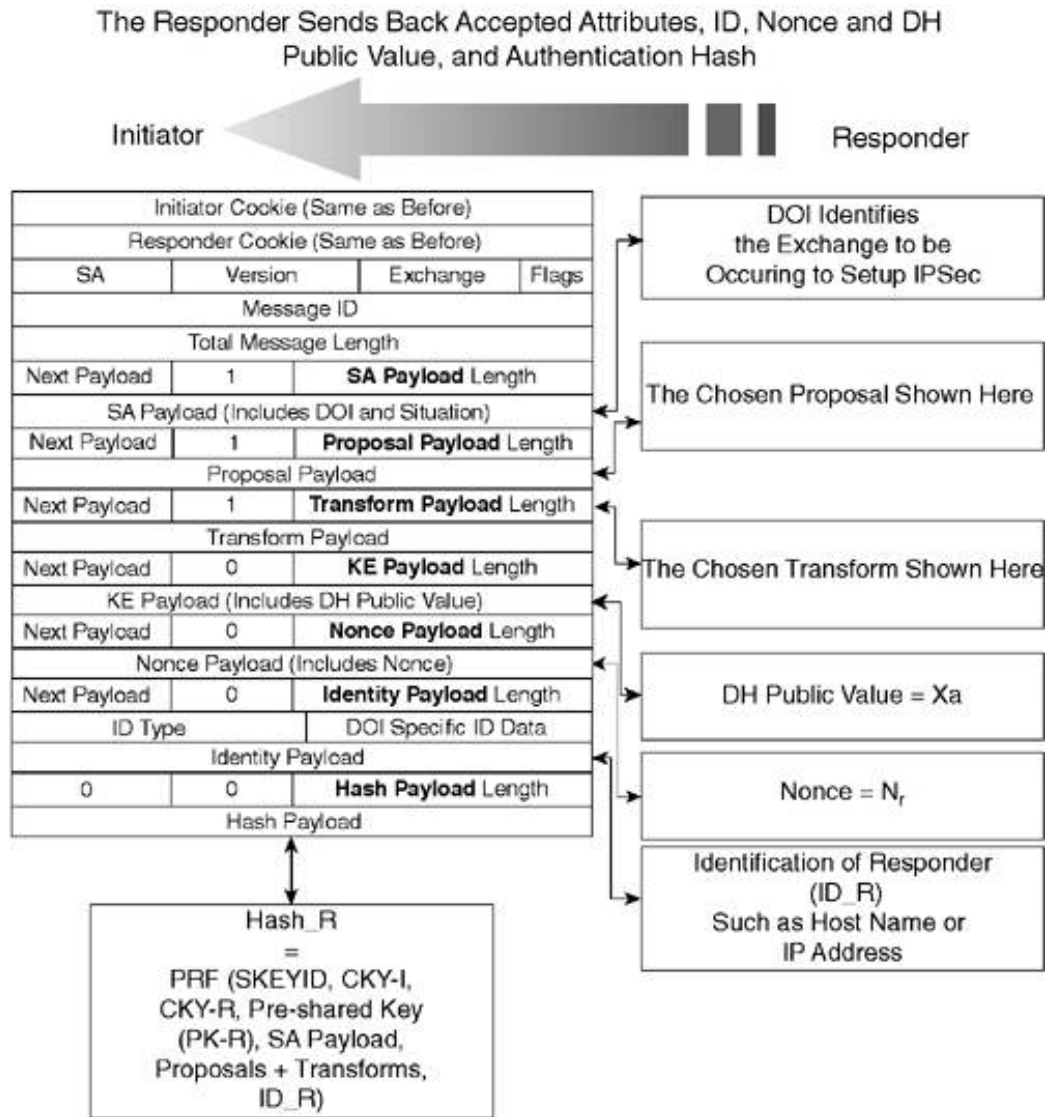 The Responder Sends Back Accepted Attributes, ID, Nonce and DH
Public Value, and Authentication Hash
Initiator
Responder
Initiator Cookie (Same as Before)
Responder Cookie (Same as Before)
SA Version Exchange Flags
Message ID
Total Message Length
Next Payload 1 SA Payload Length
SA Payload (Includes DOI and Situation)
Next Payload 1 Proposal Payload Length
Proposal Payload
Next Payload 1 Transform Payload Length
Transform Payload
Next Payload 0 KE Payload Length
KE Payload (Includes DH Public Value)
Next Payload 0 Nonce Payload Length
Nonce Payload (Includes Nonce)
Next Payload 0 Identity Payload Length
ID Type DOI Specific ID Data
Identity Payload
0 0 Hash Payload Length
Hash Payload
DOI Identifies
the Exchange to be
Occuring to Setup IPSec
The Chosen Proposal Shown Here
The Chosen Transform Shown Here
DH Public Value = Xa
Nonce = Nr
Identification of Responder
(ID_R)
Such as Host Name or
IP Address
Hash_R
=
PRF (SKEYID, CKY-I,
CKY-R, Pre-shared Key
(PK-R), SA Payload,
Proposals + Transforms,
ID_R)